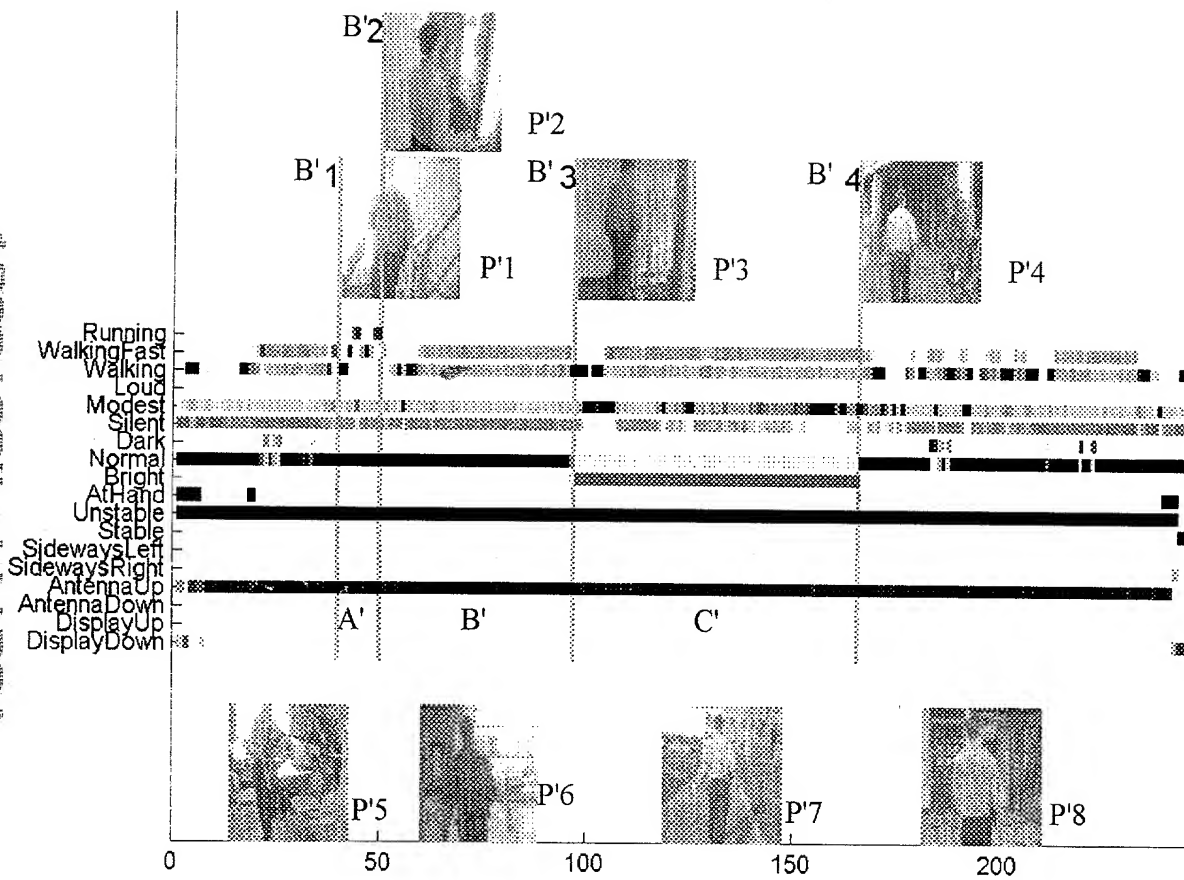 B'2
P'2
B'1
B'3
B'4
P'1
P'3
P'4
Running
WalkingFast
Walking
Loud
Modest
Silent
Dark
Normal
Bright
AtHand
Unstable
Stable
SidewaysLeft
SidewaysRight
AntennaUp
AntennaDown
DisplayUp
DisplayDown
A' B' C'
P'5
P'6
P'7
P'8
0 50 100 150 200